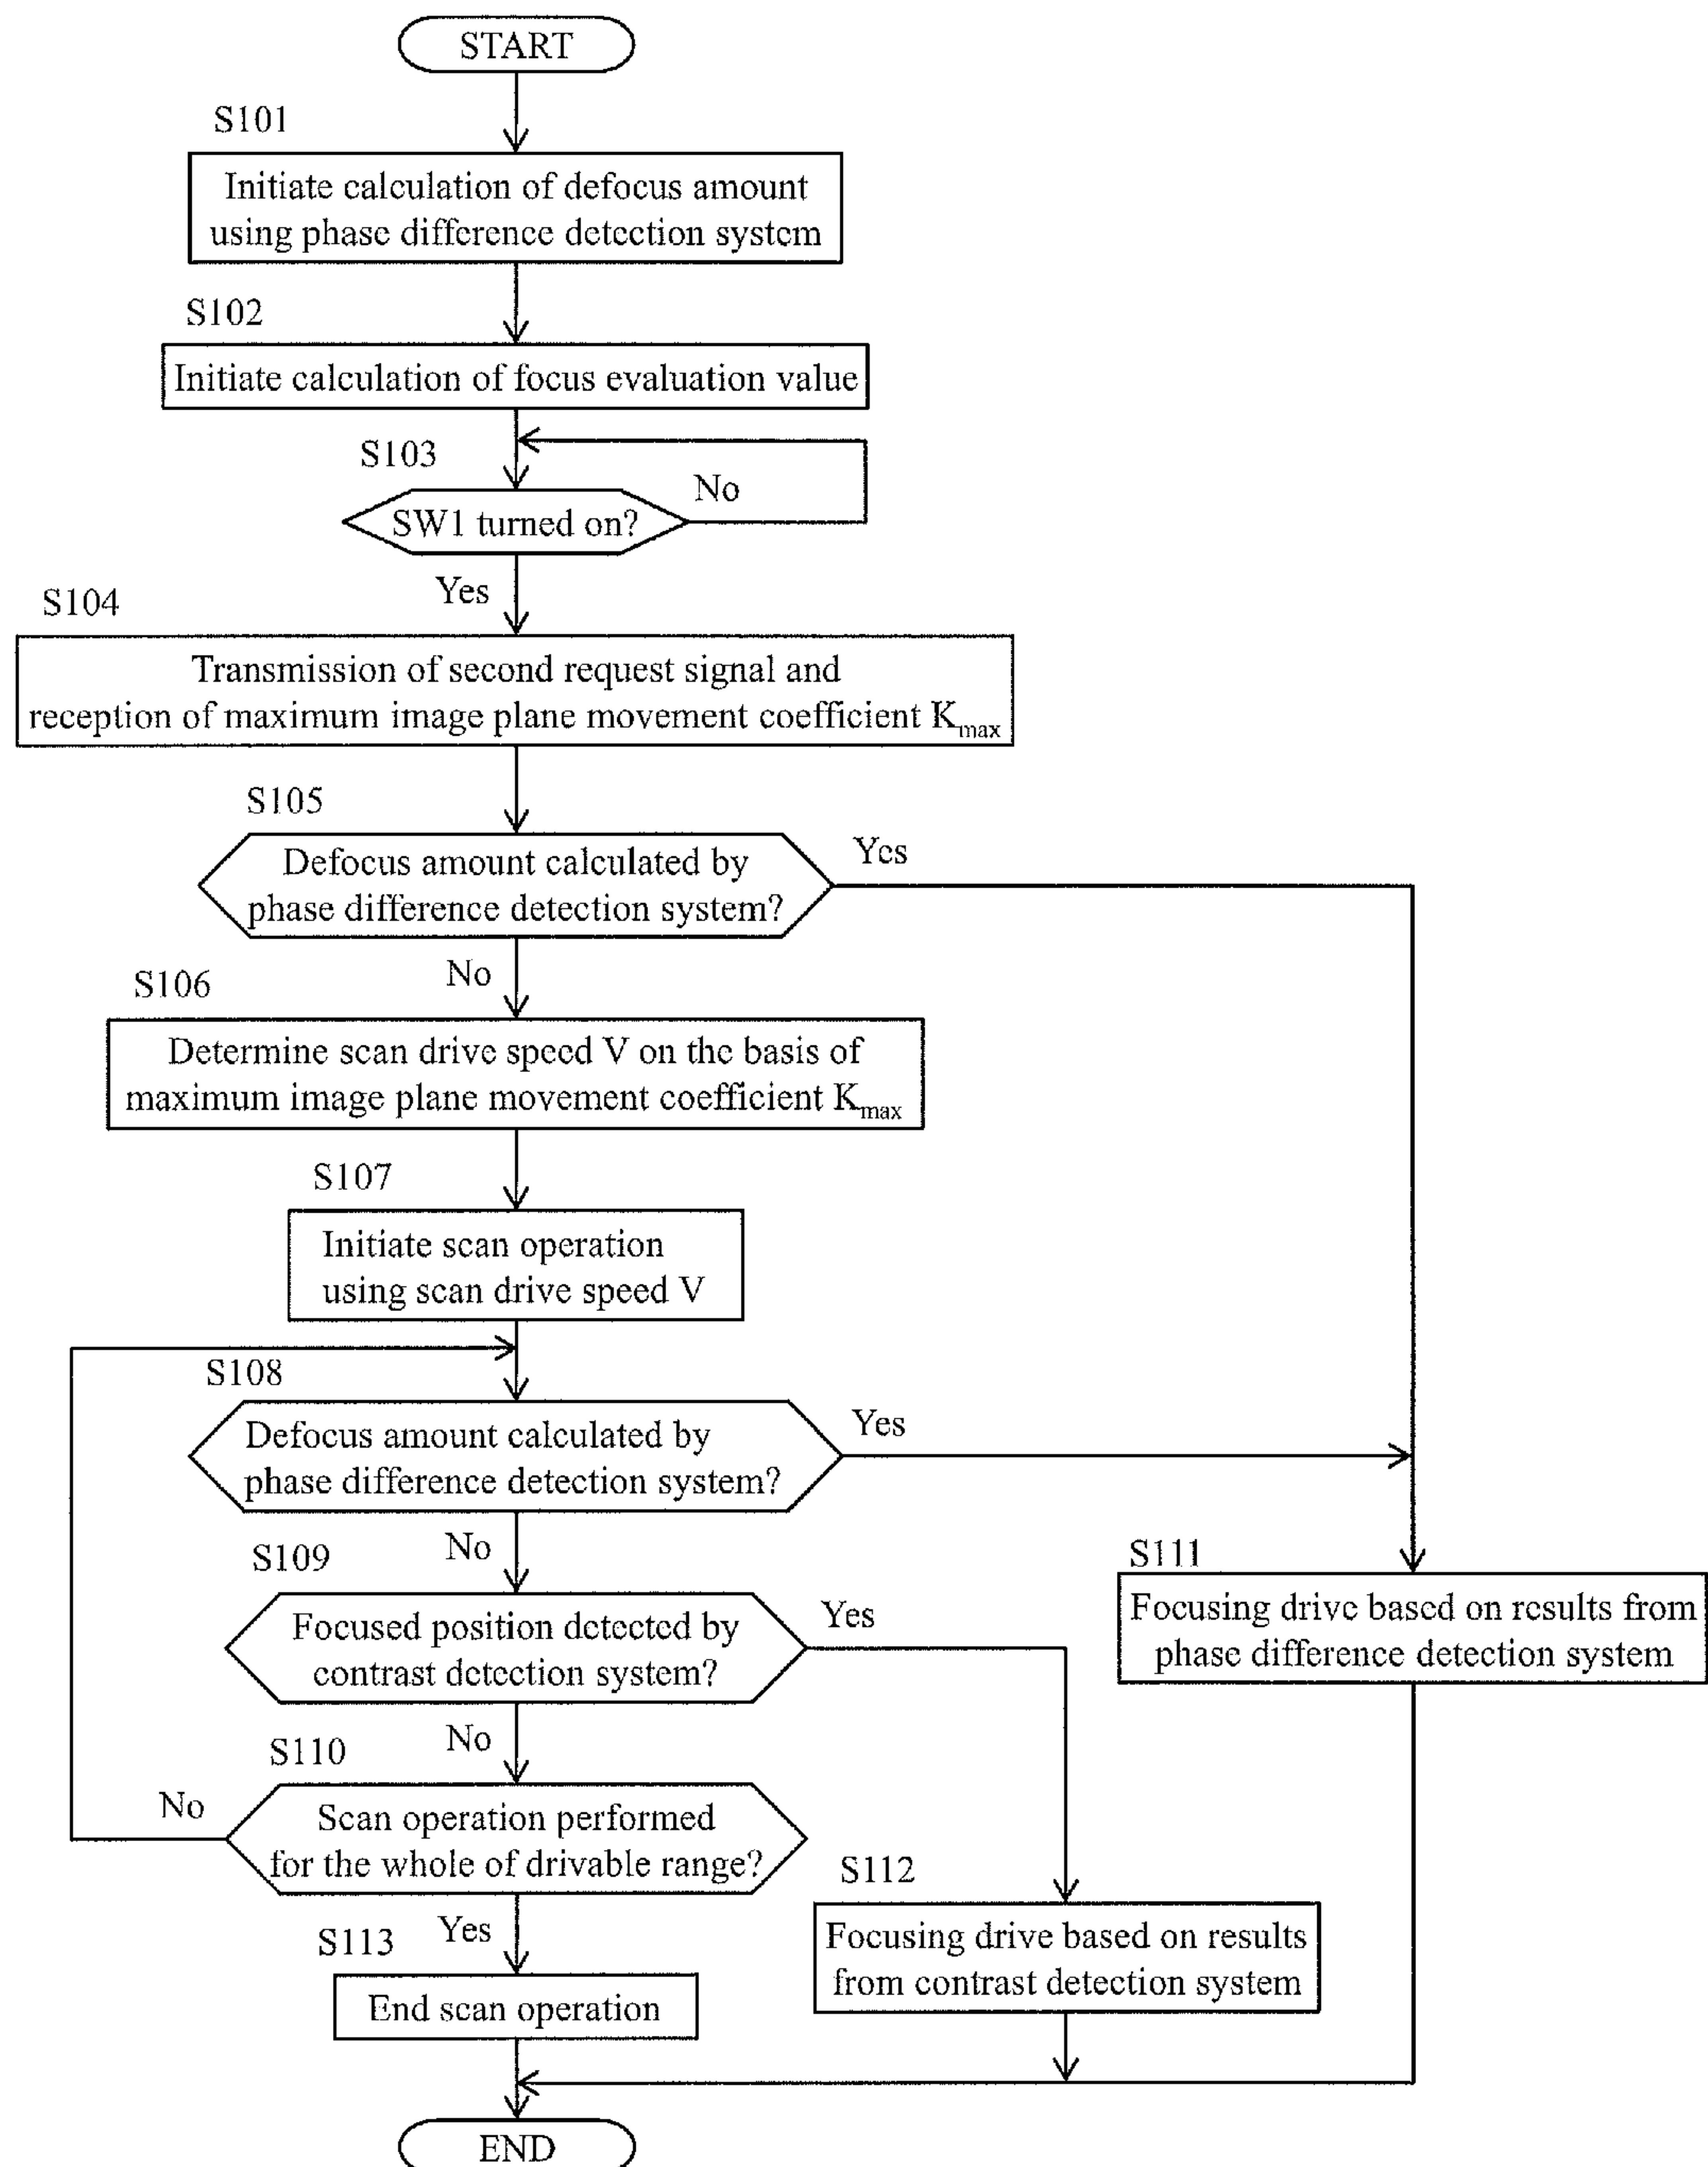 START
S101
Initiate calculation of defocus amount
using phase difference detection system
S102
Initiate calculation of focus evaluation value
S103
SW1 turned on?
No
Yes
S104
Transmission of second request signal and
reception of maximum image plane movement coefficient Kmax
S105
Defocus amount calculated by
phase difference detection system?
Yes
No
S106
Determine scan drive speed V on the basis of
maximum image plane movement coefficient Kmax
S107
Initiate scan operation
using scan drive speed V
S108
Defocus amount calculated by
phase difference detection system?
Yes
No
S109
Focused position detected by
contrast detection system?
Yes
S111
Focusing drive based on results from
phase difference detection system
No
S110
Scan operation performed
for the whole of drivable range?
No
Yes
S112
Focusing drive based on results
from contrast detection system
S113
End scan operation
END